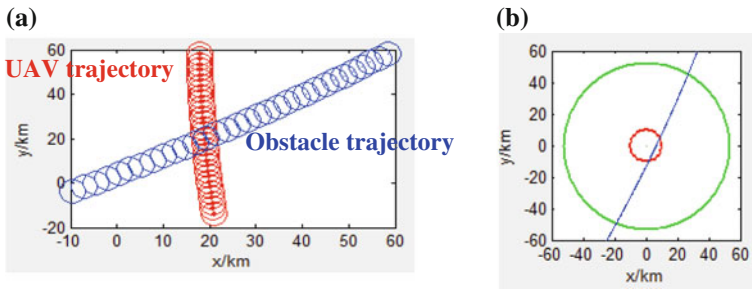 (a)
60
40
20
0
-20
y/km
UAV trajectory
Obstacle trajectory
-10 0 10 20 30 40 50 60
x/km
(b)
60
40
20
0
-20
-40
-60
y/km
-60 -40 -20 0 20 40 60
x/km